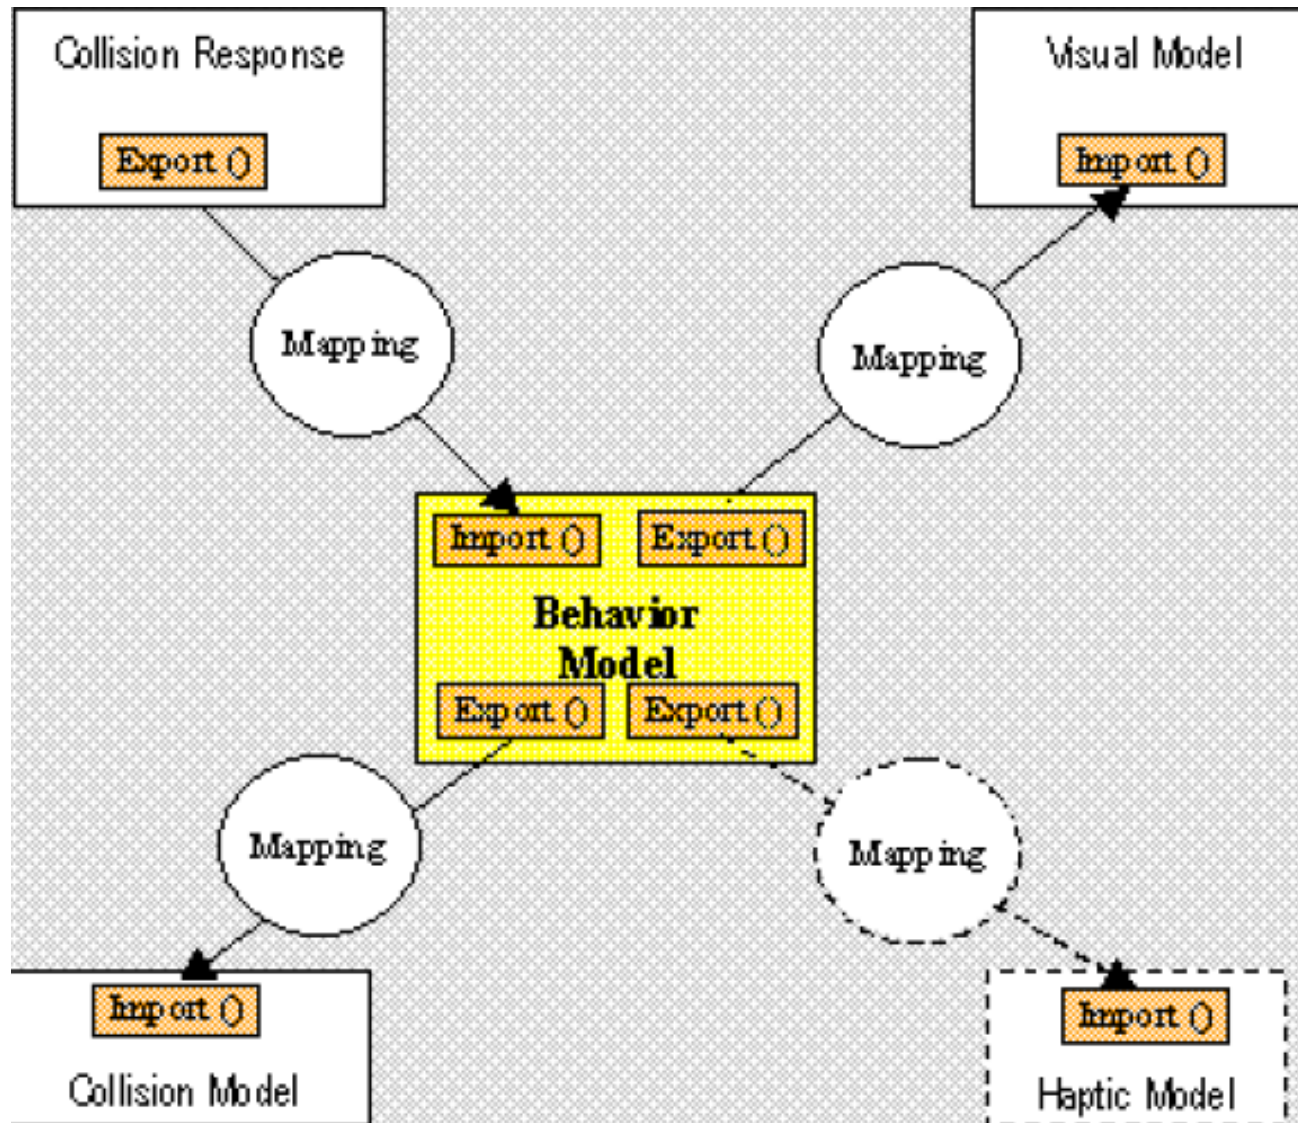 Collision Response
Export ()
Visual Model
Import ()
Mapping
Mapping
Import ()
Export ()
Behavior
Model
Export ()
Export ()
Mapping
Mapping
Import ()
Collision Model
Import ()
Haptic Model